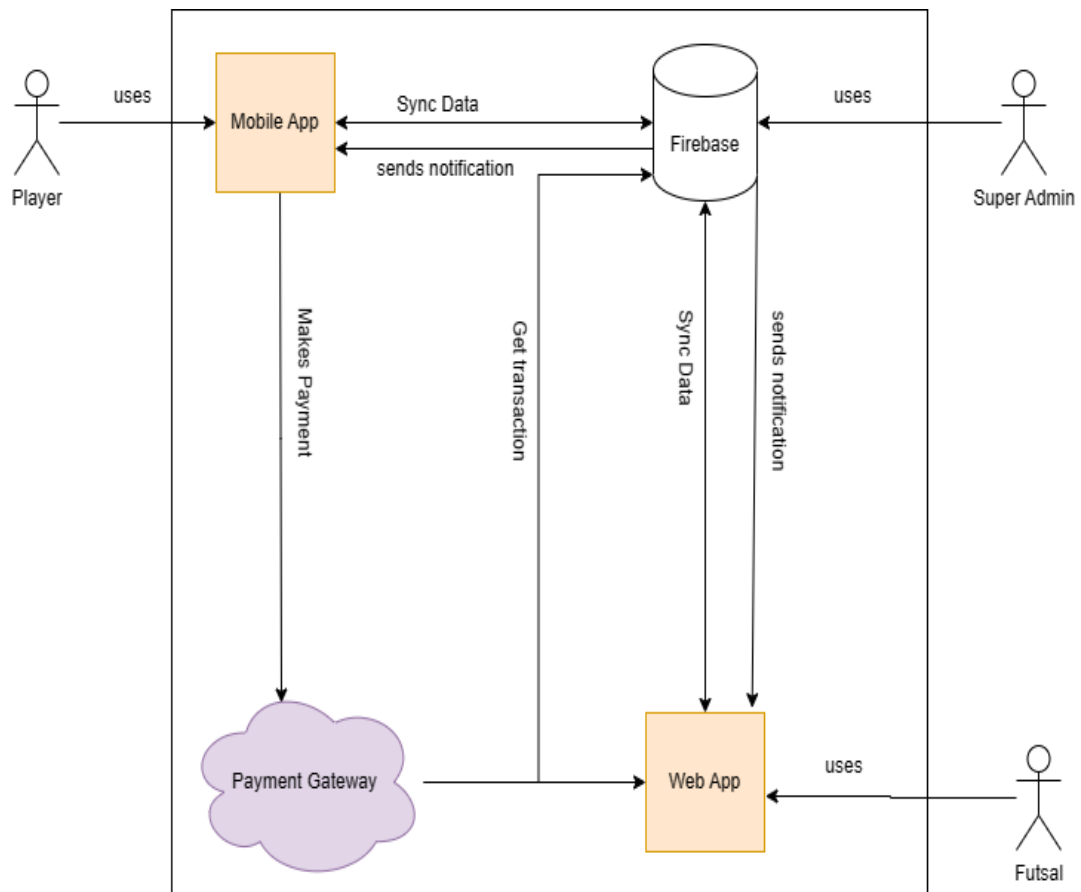 uses
Mobile App
Sync Data
sends notification
Firebase
uses
Player
Super Admin
Makes Payment
Get transaction
Sync Data
sends notification
Payment Gateway
Web App
uses
Futsal